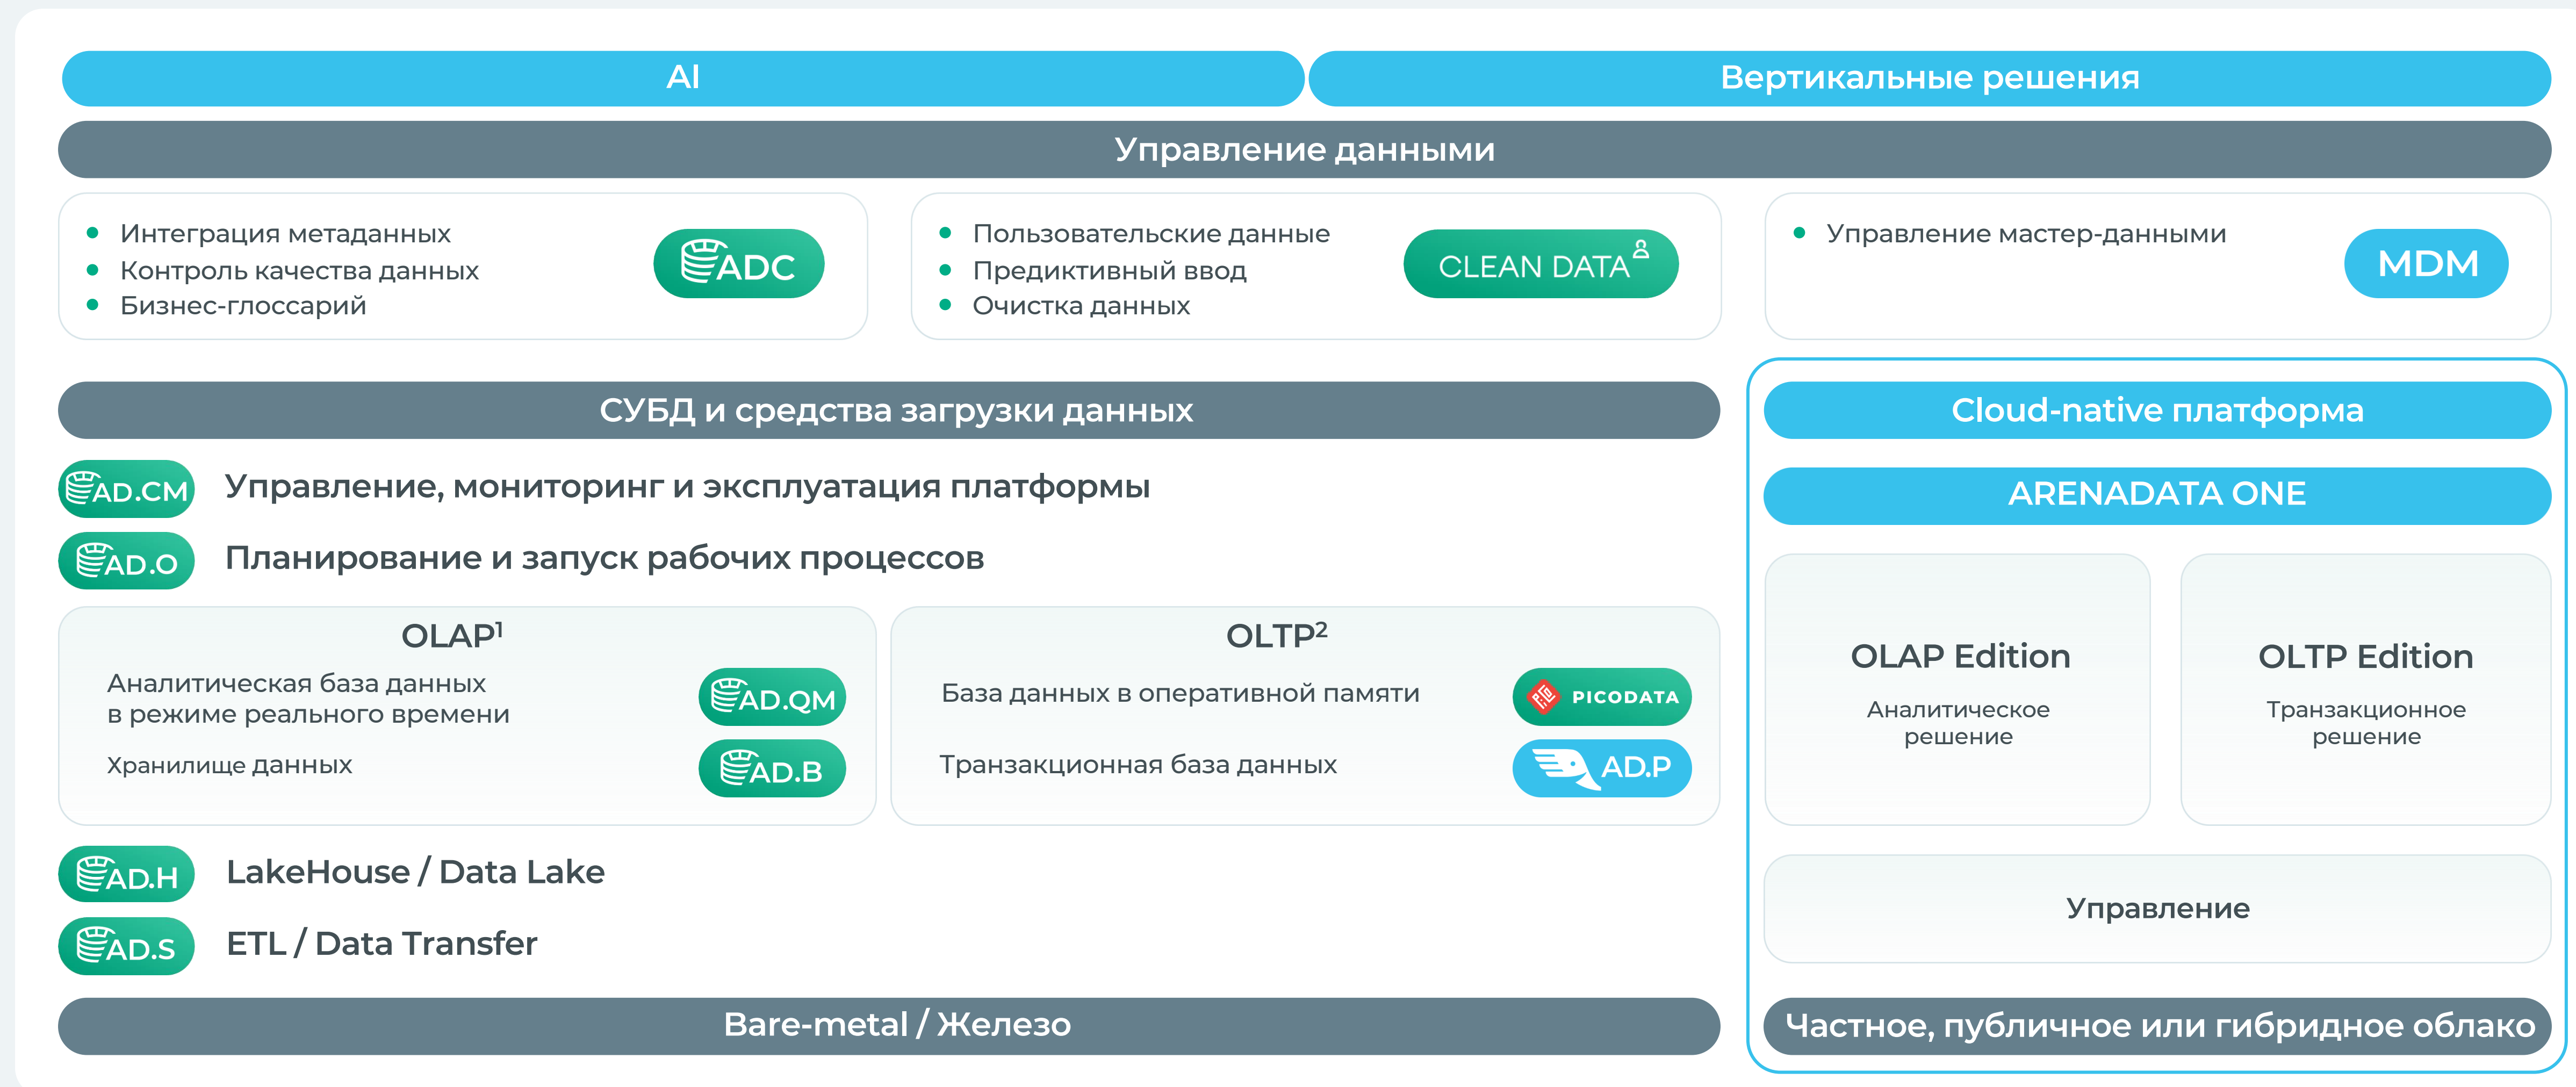 AI
Вертикальные решения
Управление данными
Интеграция метаданных
Контроль качества данных
Бизнес-глоссарий
ADC
Пользовательские данные
Предиктивный ввод
Очистка данных
CLEAN DATA
Управление мастер-данными
MDM
СУБД и средства загрузки данных
AD.CM
Управление, мониторинг и эксплуатация платформы
AD.O
Планирование и запуск рабочих процессов
OLAP¹
Аналитическая база данных
в режиме реального времени
AD.QM
Хранилище данных
AD.B
OLTP²
База данных в оперативной памяти
PICODATA
Транзакционная база данных
AD.P
AD.H
LakeHouse / Data Lake
AD.S
ETL / Data Transfer
Bare-metal / Железо
Cloud-native платформа
ARENADATA ONE
OLAP Edition
Аналитическое
решение
OLTP Edition
Транзакционное
решение
Управление
Частное, публичное или гибридное облако